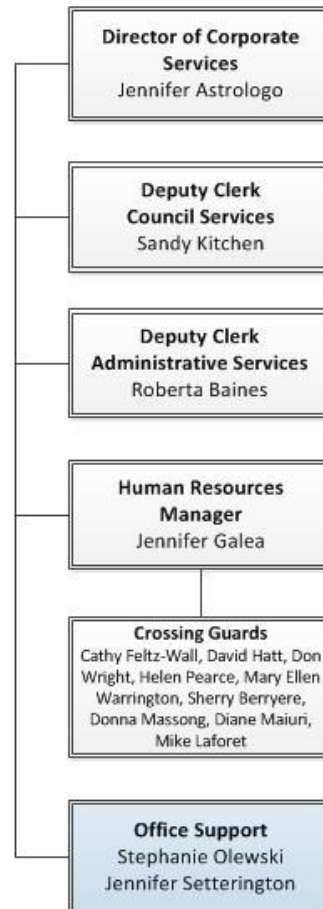 Director of Corporate
Services
Jennifer Astrologo
Deputy Clerk
Council Services
Sandy Kitchen
Deputy Clerk
Administrative Services
Roberta Baines
Human Resources
Manager
Jennifer Galea
Crossing Guards
Cathy Feltz-Wall, David Hatt, Don
Wright, Helen Pearce, Mary Ellen
Warrington, Sherry Berryere,
Donna Massong, Diane Maiuri,
Mike Laforet
Office Support
Stephanie Olewski
Jennifer Setterington